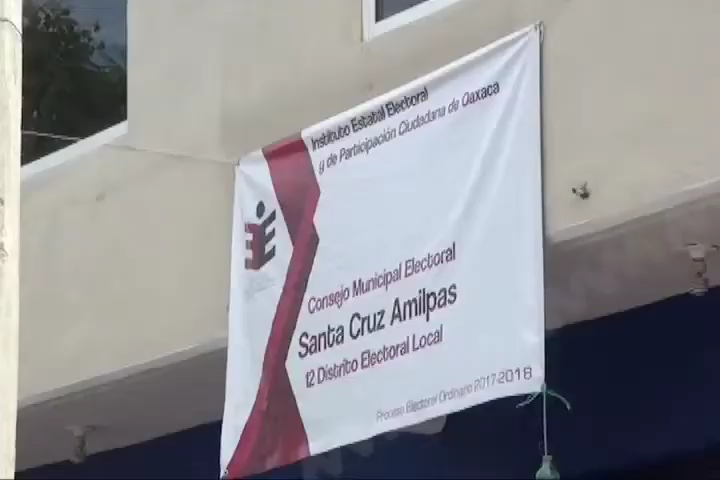 Instituto Estatal Electoral
y de Participación Ciudadana de Oaxaca
Consejo Municipal Electoral
Santa Cruz Amilpas
12 Distrito Electoral Local
Proceso Electoral Ordinario 2017-2018